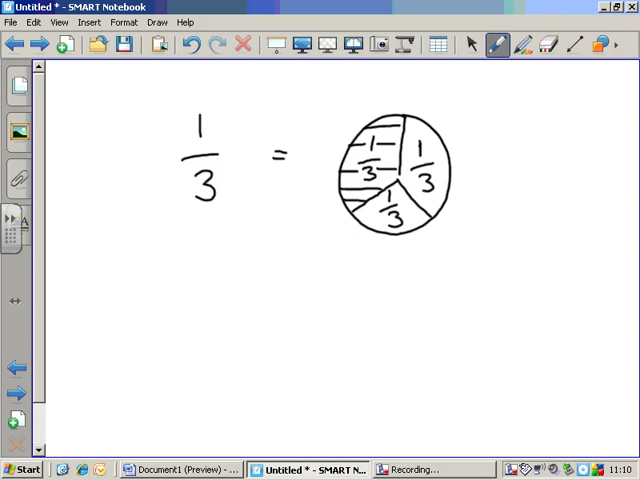 Untitled * - SMART Notebook
File Edit View Insert Format Draw Help
1
3
=
1
3
1
3
1
3
A
Start
Document1 (Preview) - ...
Untitled * - SMART N...
Recording...
11:10